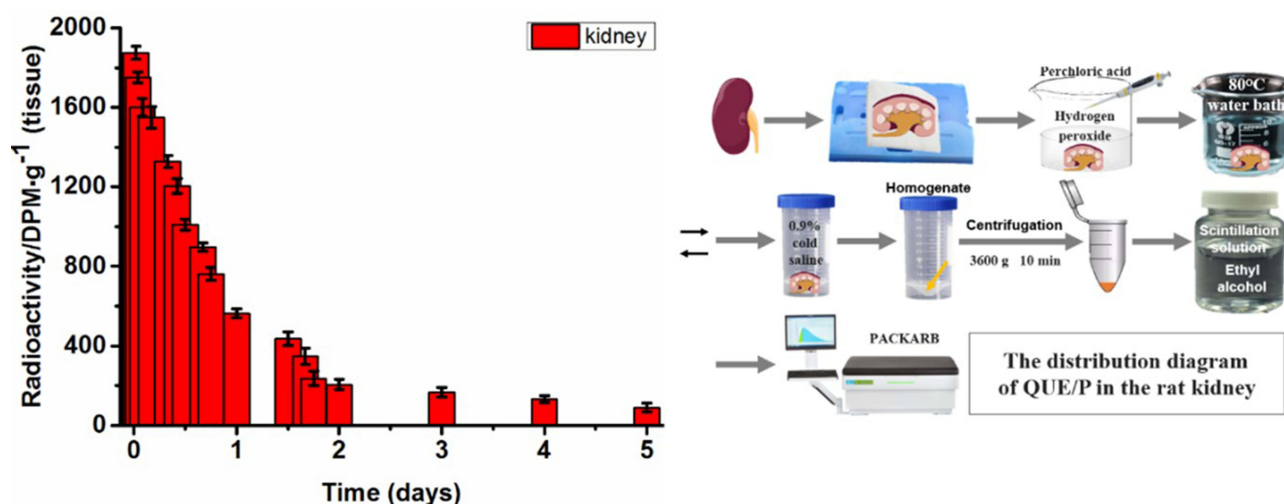 2000
1600
1200
800
400
0
Radioactivity/DPM·g⁻¹ (tissue)
kidney
0 1 2 3 4 5
Time (days)
Perchloric acid
Hydrogen
peroxide
80°C
water bath
0.9%
cold
saline
Homogenate
Centrifugation
3600 g 10 min
Scintillation
solution
Ethyl
alcohol
PACKARB
The distribution diagram
of QUE/P in the rat kidney